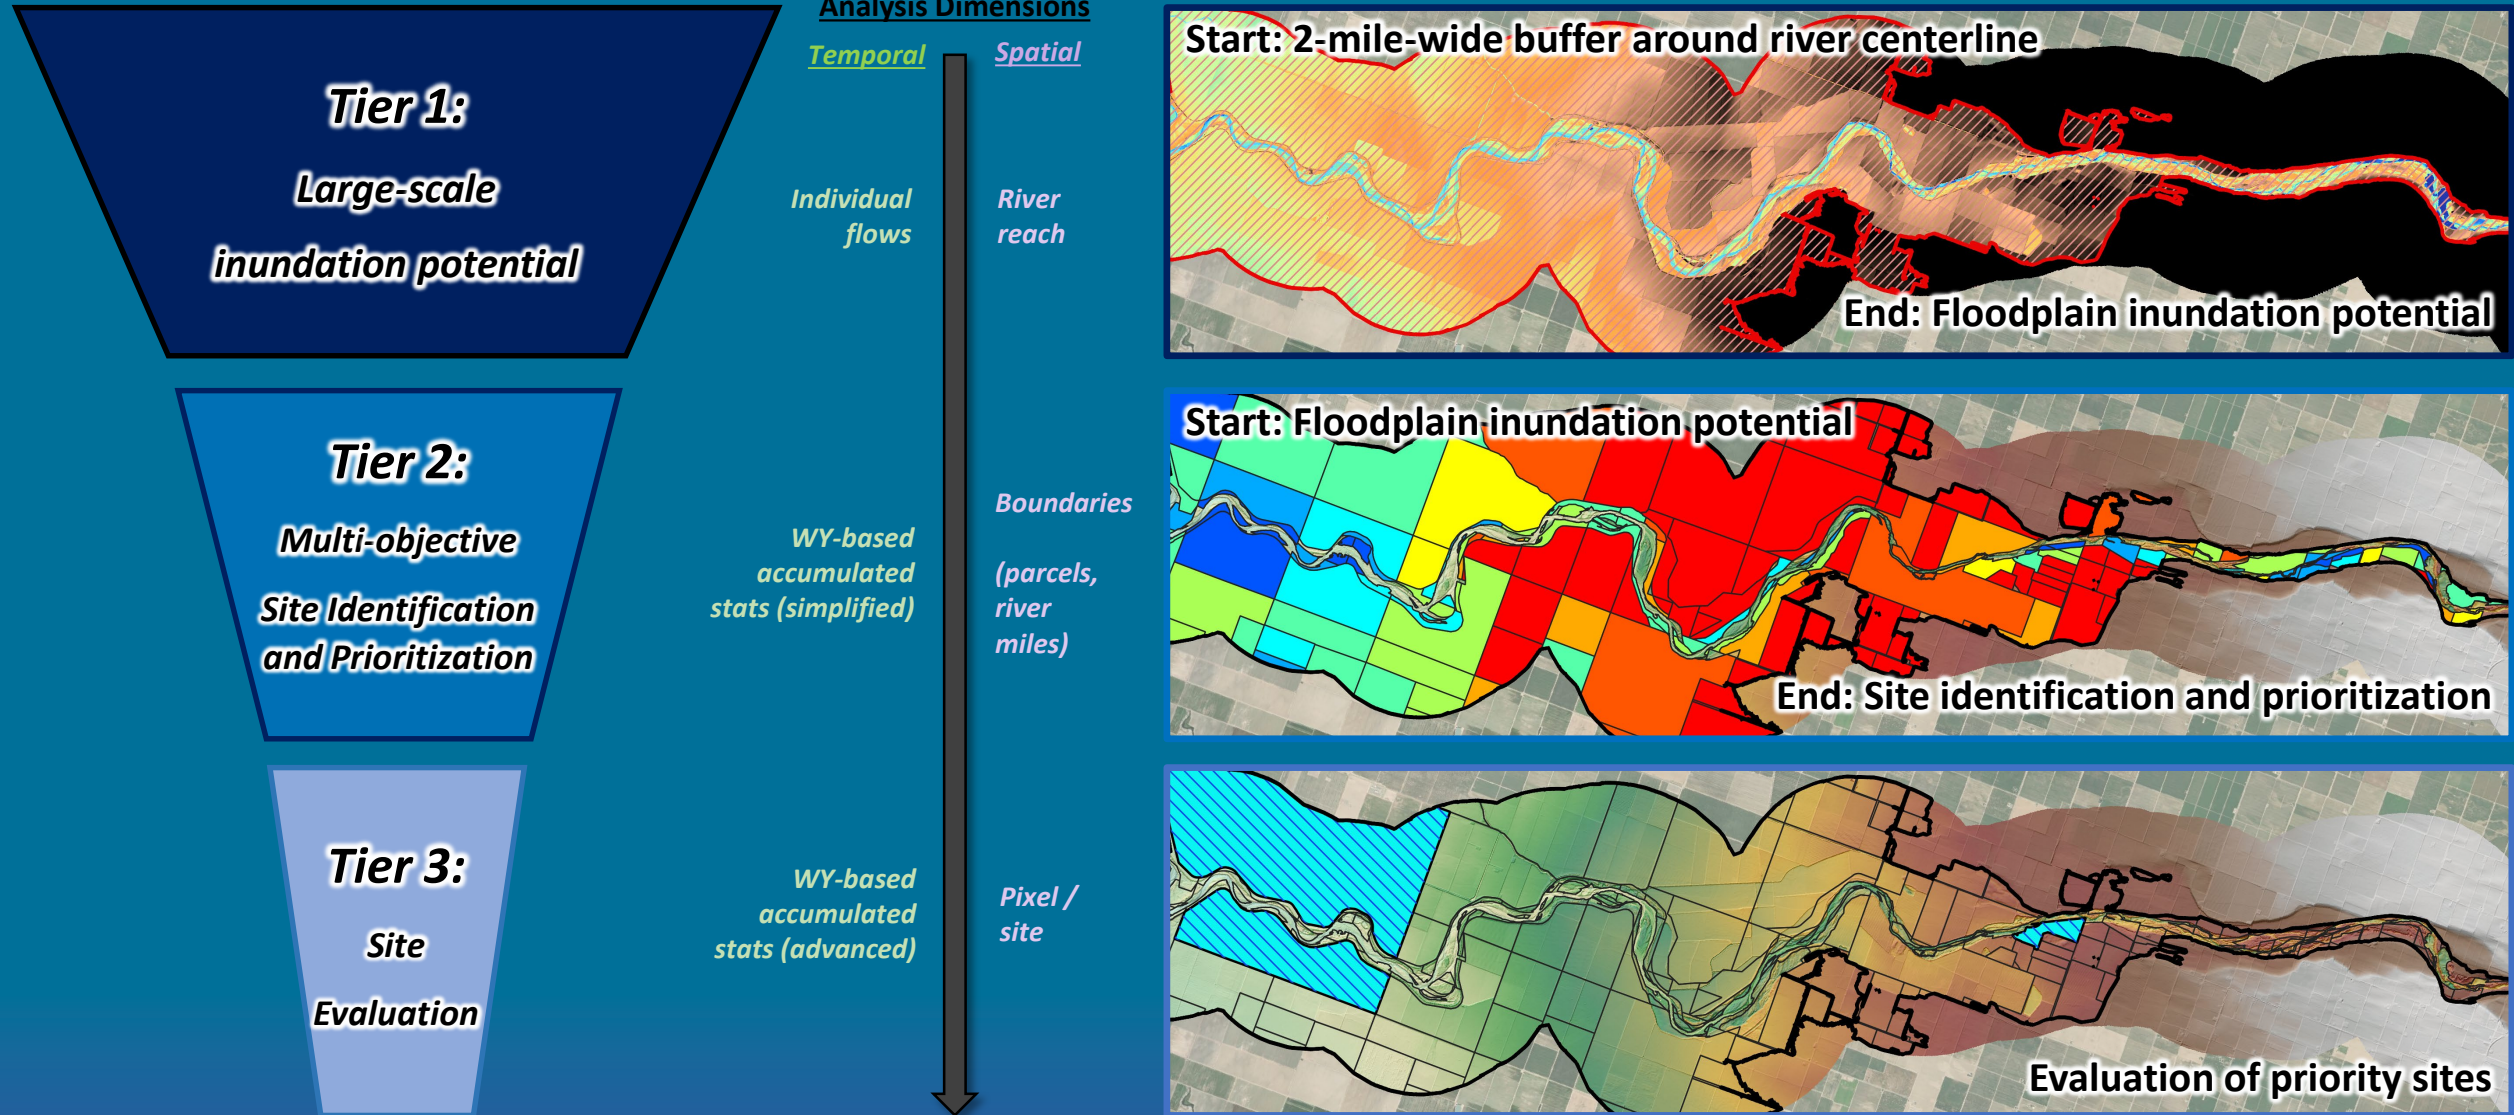 Analysis Dimensions
Temporal
Spatial
Tier 1:
Large-scale
inundation potential
Individual
flows
River
reach
Start: 2-mile-wide buffer around river centerline
End: Floodplain inundation potential
Tier 2:
Multi-objective
Site Identification
and Prioritization
WY-based
accumulated
stats (simplified)
Boundaries
(parcels,
river
miles)
Start: Floodplain inundation potential
End: Site identification and prioritization
Tier 3:
Site
Evaluation
WY-based
accumulated
stats (advanced)
Pixel /
site
Evaluation of priority sites